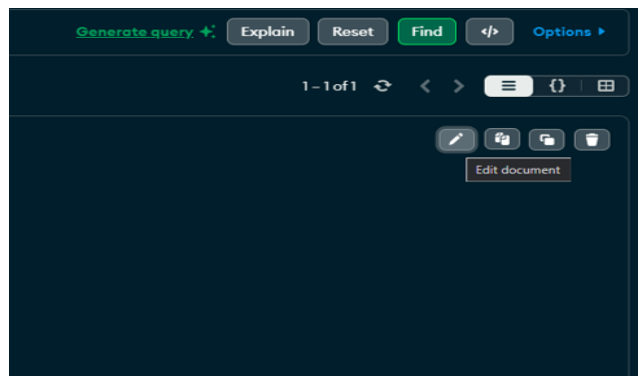 Generate query Explain Reset Find </> Options
1-1 of 1 {}
Edit document